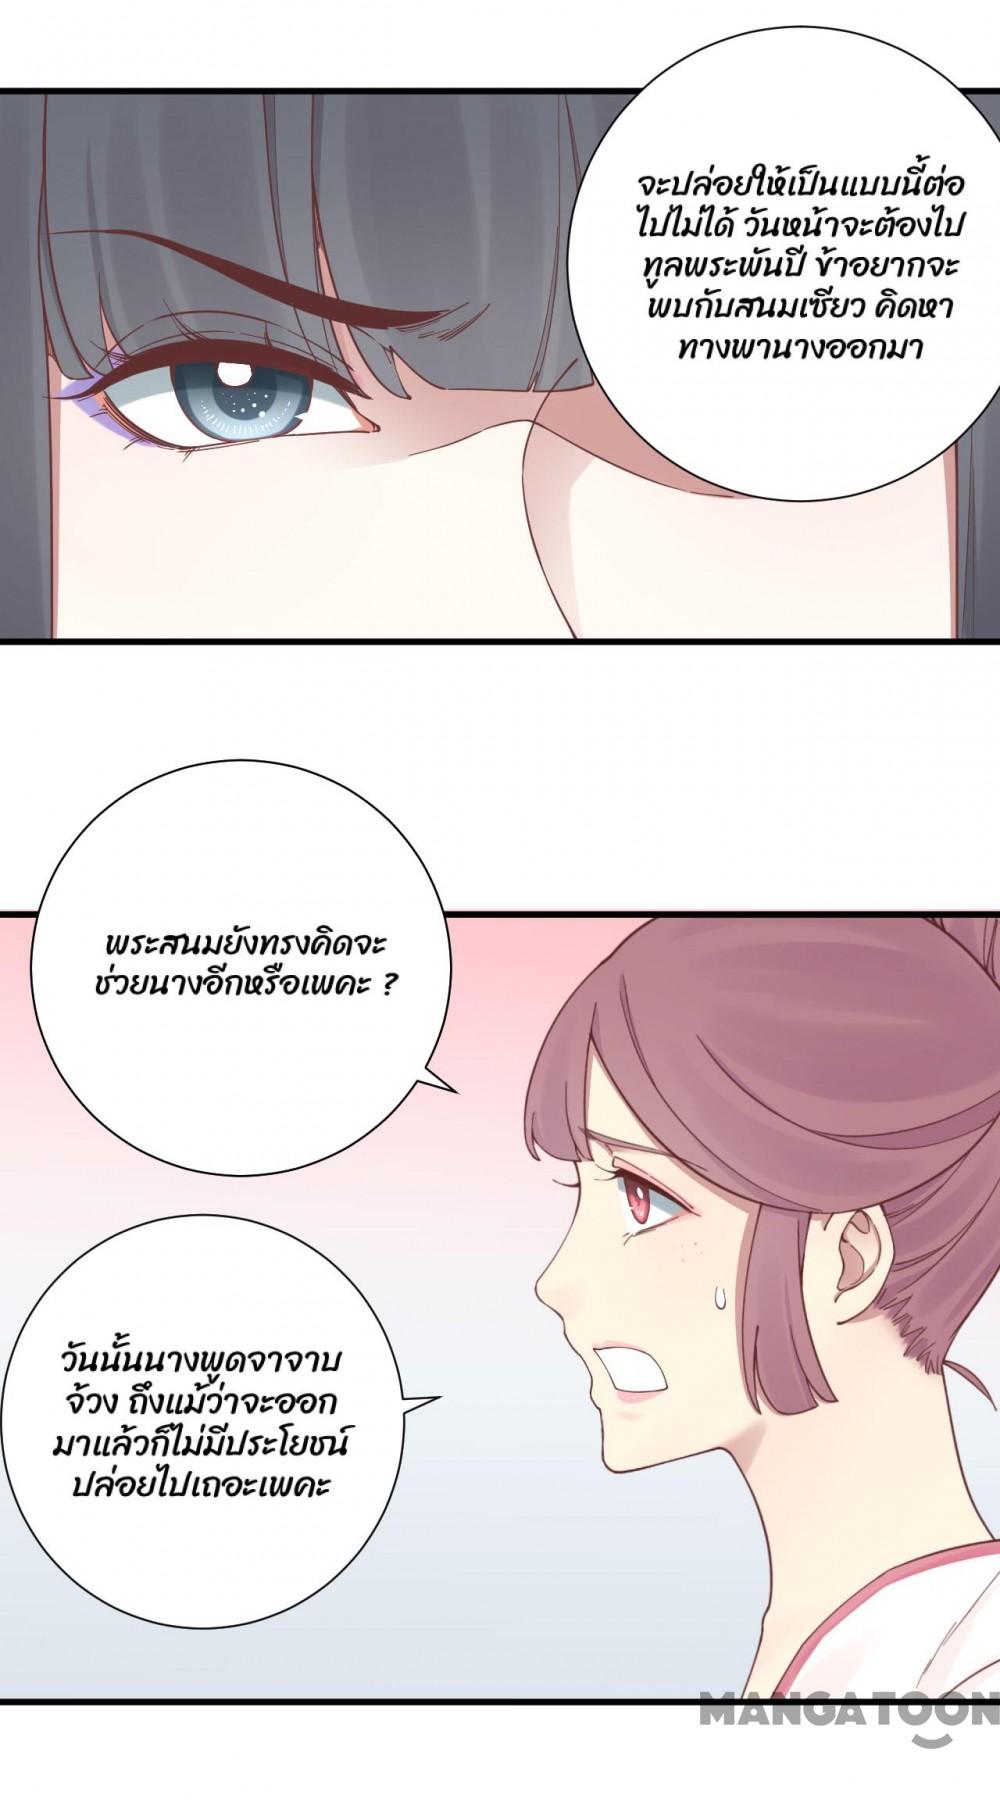 จะปล่อยให้เป็นแบบนี้ต่อ
ไปไม่ได้ วันหน้าจะต้องไป
ทูลพระพันปี ข้าอยากจะ
พบกับสนมเซียว คิดหา
ทางพานางออกมา
พระสนมยังทรงคิดจะ
ช่วยนางอีกหรือเพคะ ?
วันนั้นนางพูดจาจาบ
จ้วง ถึงแม้ว่าจะออก
มาแล้วก็ไม่มีประโยชน์
ปล่อยไปเถอะเพคะ
MANGATOON